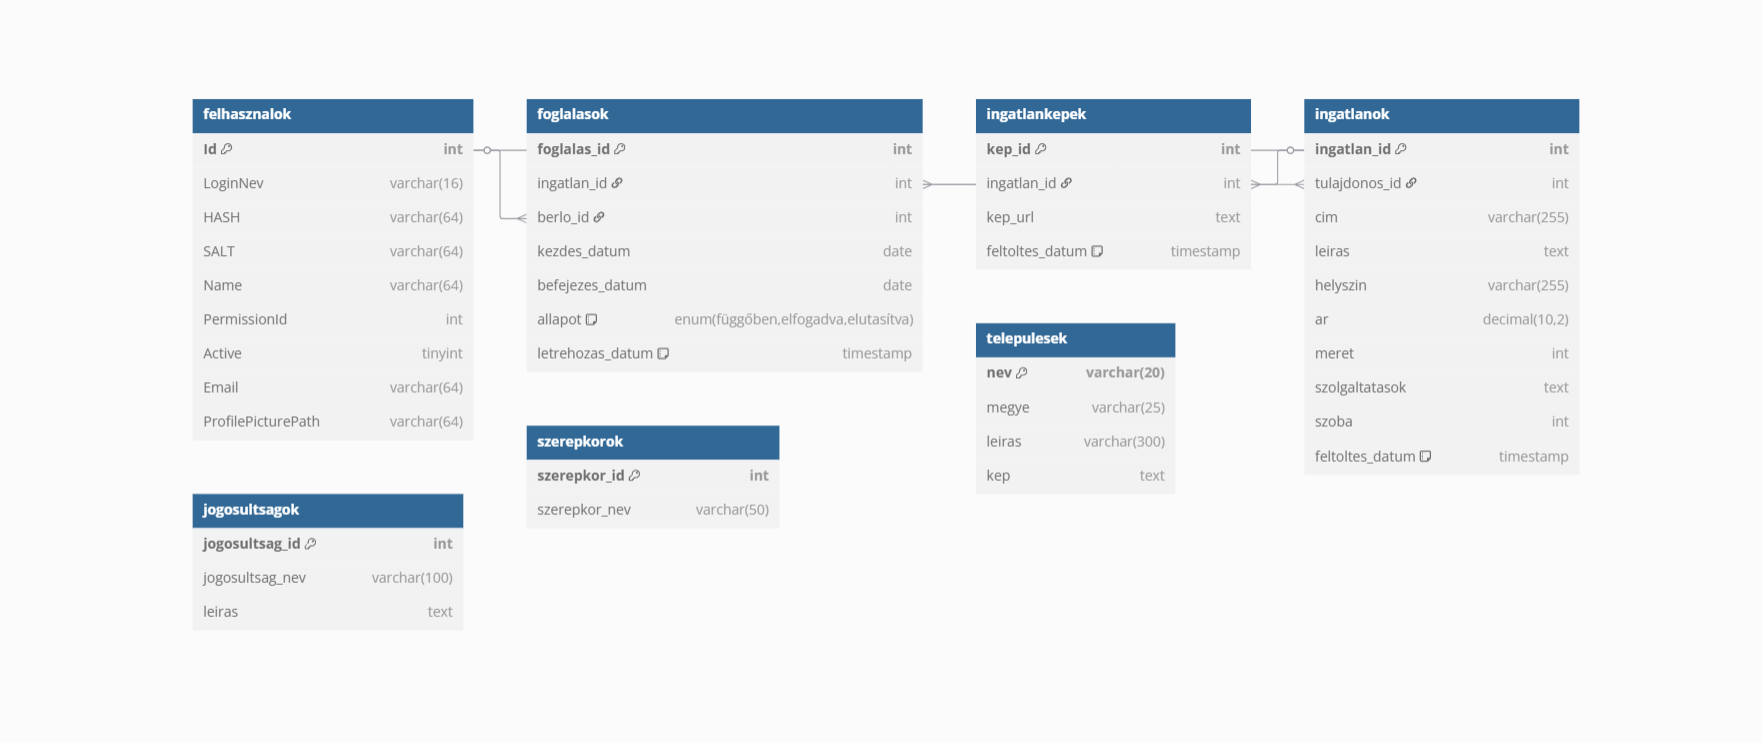 felhasznalok
Id int
LoginNev varchar(16)
HASH varchar(64)
SALT varchar(64)
Name varchar(64)
PermissionId int
Active tinyint
Email varchar(64)
ProfilePicturePath varchar(64)
jogosultsagok
jogosultsag_id int
jogosultsag_nev varchar(100)
leiras text
foglalasok
foglalas_id int
ingatlan_id int
berlo_id int
kezdes_datum date
befejezes_datum date
allapot enum(függőben,elfogadva,elutasítva)
letrehozas_datum timestamp
szerepkorok
szerepkor_id int
szerepkor_nev varchar(50)
ingatlankepek
kep_id int
ingatlan_id int
kep_url text
feltoltes_datum timestamp
telepulesek
nev varchar(20)
megye varchar(25)
leiras varchar(300)
kep text
ingatlanok
ingatlan_id int
tulajdonos_id int
cim varchar(255)
leiras text
helyszin varchar(255)
ar decimal(10,2)
meret int
szolgaltatasok text
szoba int
feltoltes_datum timestamp